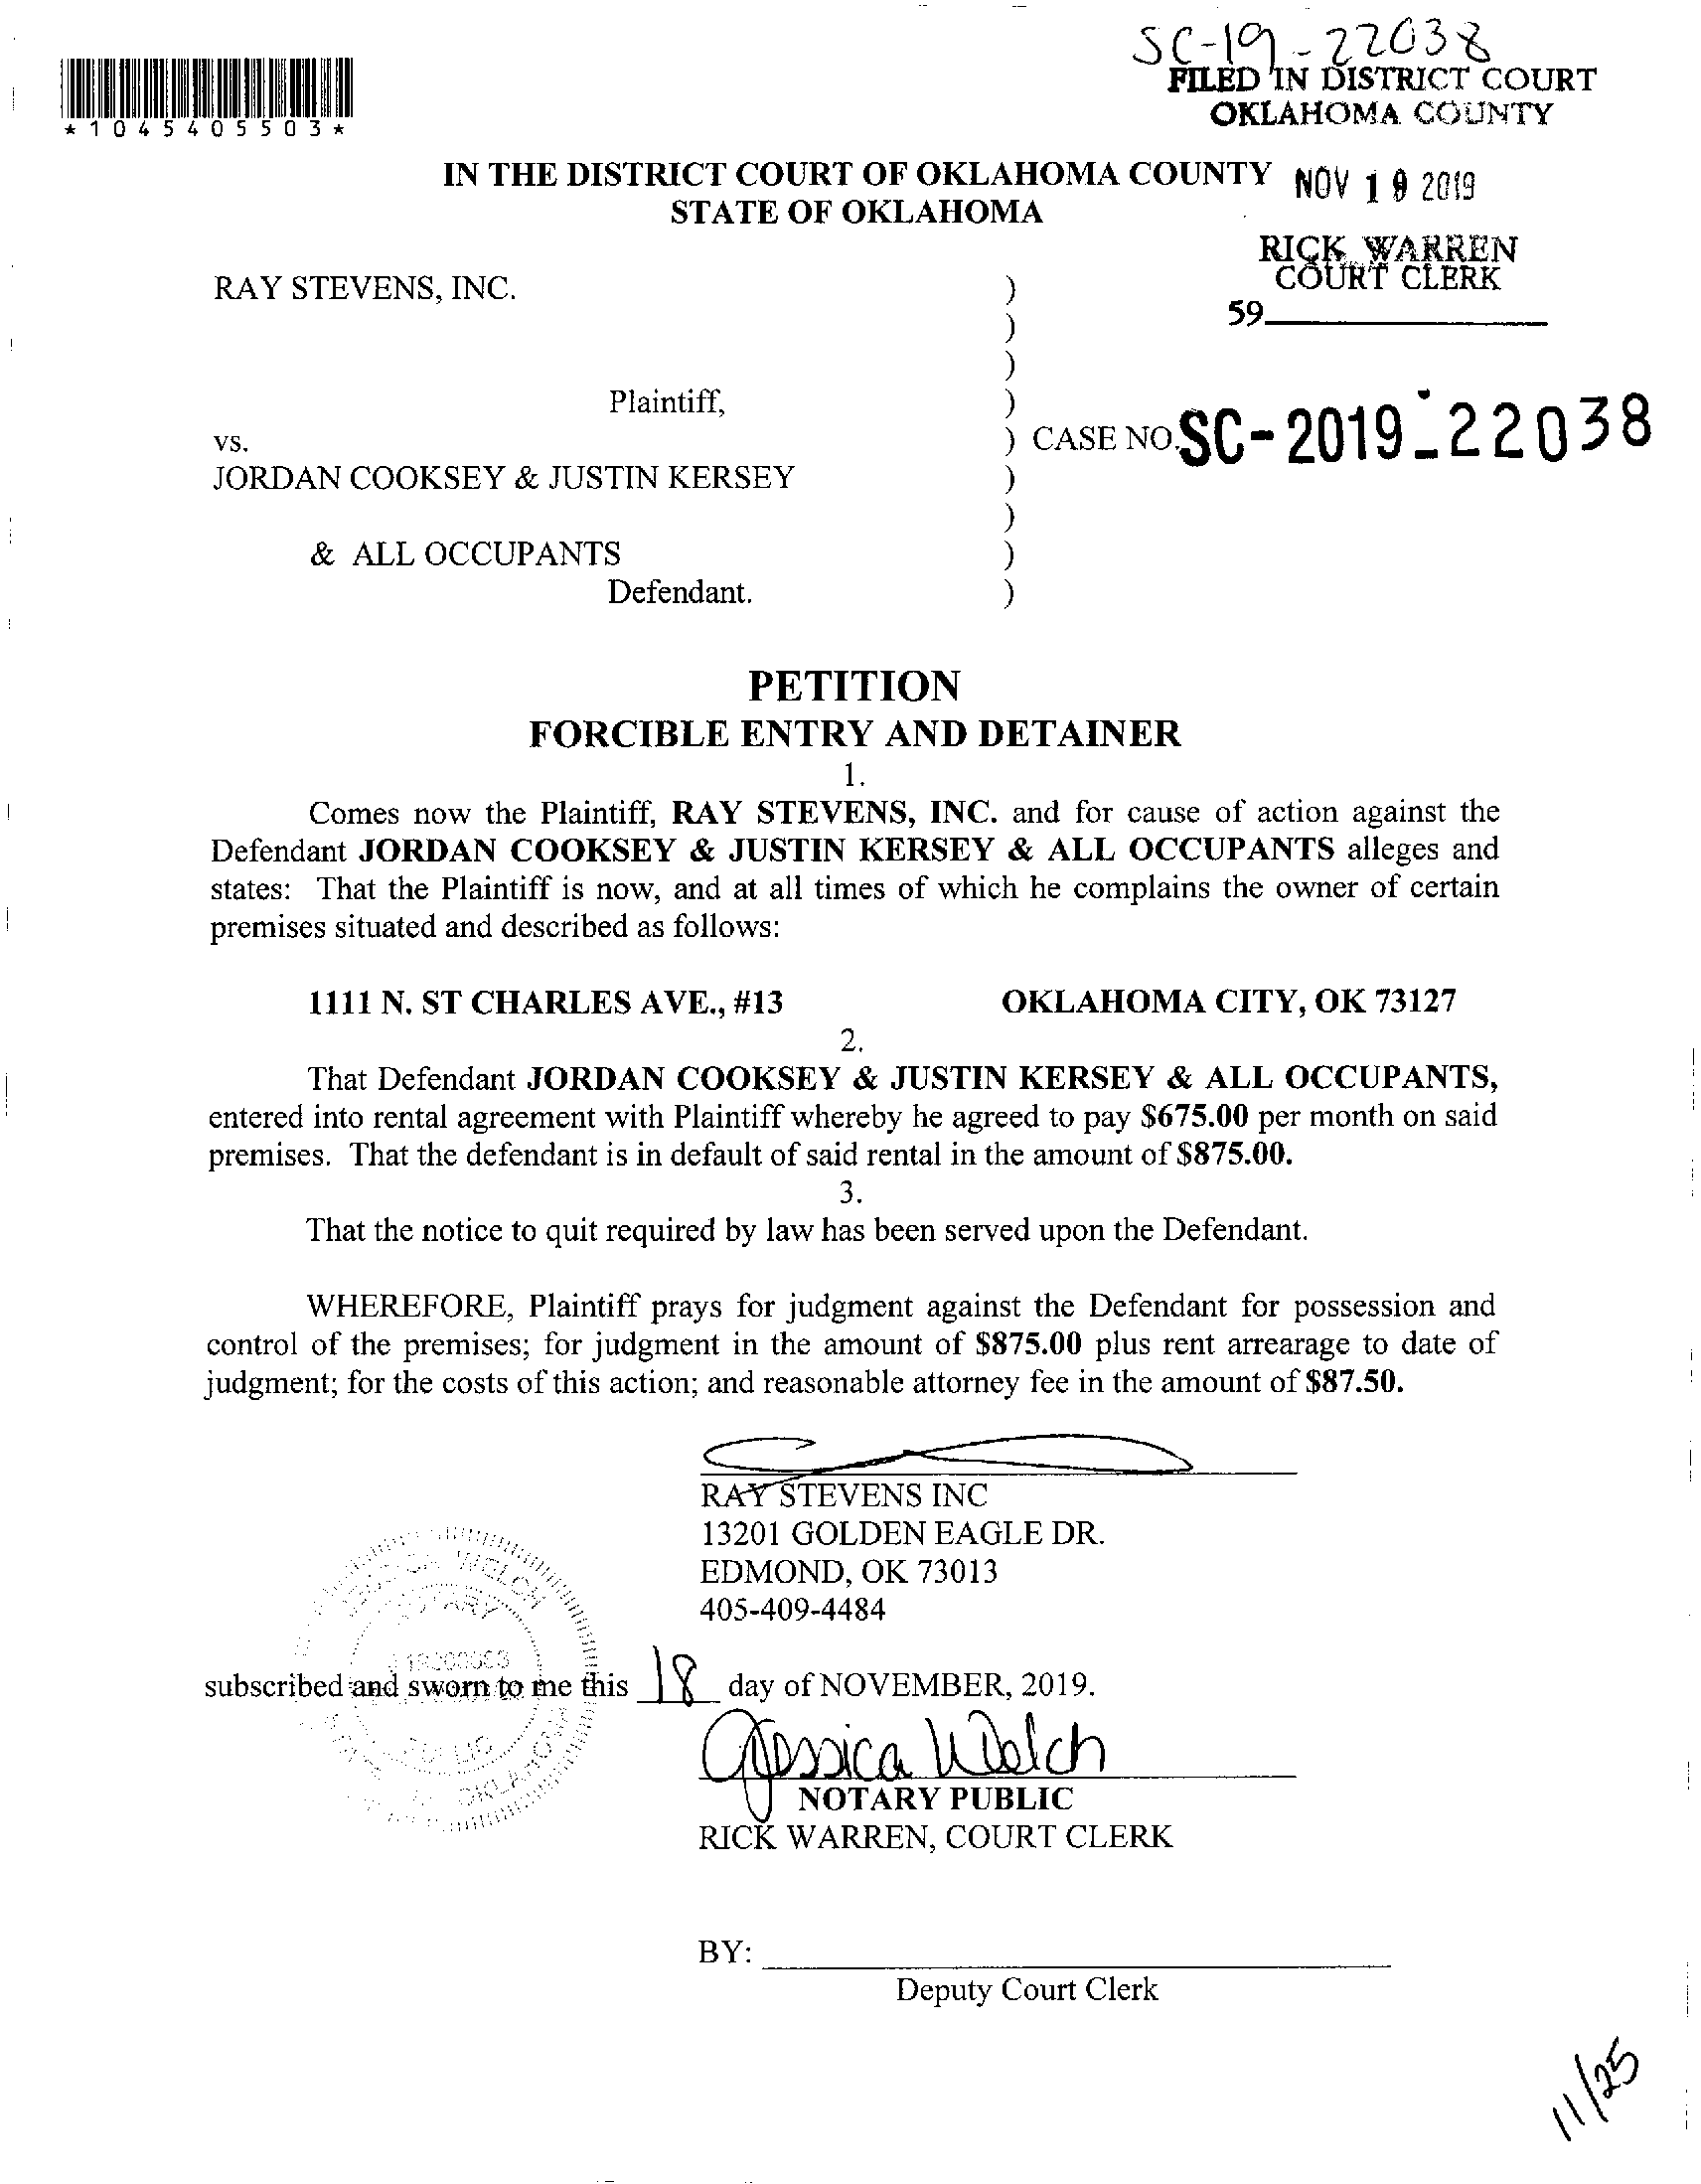 SC-19-22038
FILED IN DISTRICT COURT
OKLAHOMA COUNTY
*1045405503*
IN THE DISTRICT COURT OF OKLAHOMA COUNTY
STATE OF OKLAHOMA
NOV 19 2019
RICK WARREN
COURT CLERK
59
RAY STEVENS, INC. )
)
)
Plaintiff, )
vs. ) CASE NO. SC-2019-22038
JORDAN COOKSEY & JUSTIN KERSEY )
)
& ALL OCCUPANTS )
Defendant. )
PETITION
FORCIBLE ENTRY AND DETAINER
1.
Comes now the Plaintiff, RAY STEVENS, INC. and for cause of action against the
Defendant JORDAN COOKSEY & JUSTIN KERSEY & ALL OCCUPANTS alleges and
states: That the Plaintiff is now, and at all times of which he complains the owner of certain
premises situated and described as follows:
1111 N. ST CHARLES AVE., #13 OKLAHOMA CITY, OK 73127
2.
That Defendant JORDAN COOKSEY & JUSTIN KERSEY & ALL OCCUPANTS,
entered into rental agreement with Plaintiff whereby he agreed to pay $675.00 per month on said
premises. That the defendant is in default of said rental in the amount of $875.00.
3.
That the notice to quit required by law has been served upon the Defendant.
WHEREFORE, Plaintiff prays for judgment against the Defendant for possession and
control of the premises; for judgment in the amount of $875.00 plus rent arrearage to date of
judgment; for the costs of this action; and reasonable attorney fee in the amount of $87.50.
RAY STEVENS INC
13201 GOLDEN EAGLE DR.
EDMOND, OK 73013
405-409-4484
WELCH
subscribed and sworn to me this 18 day of NOVEMBER, 2019.
Jessica Welch
NOTARY PUBLIC
RICK WARREN, COURT CLERK
BY:
Deputy Court Clerk
11/25